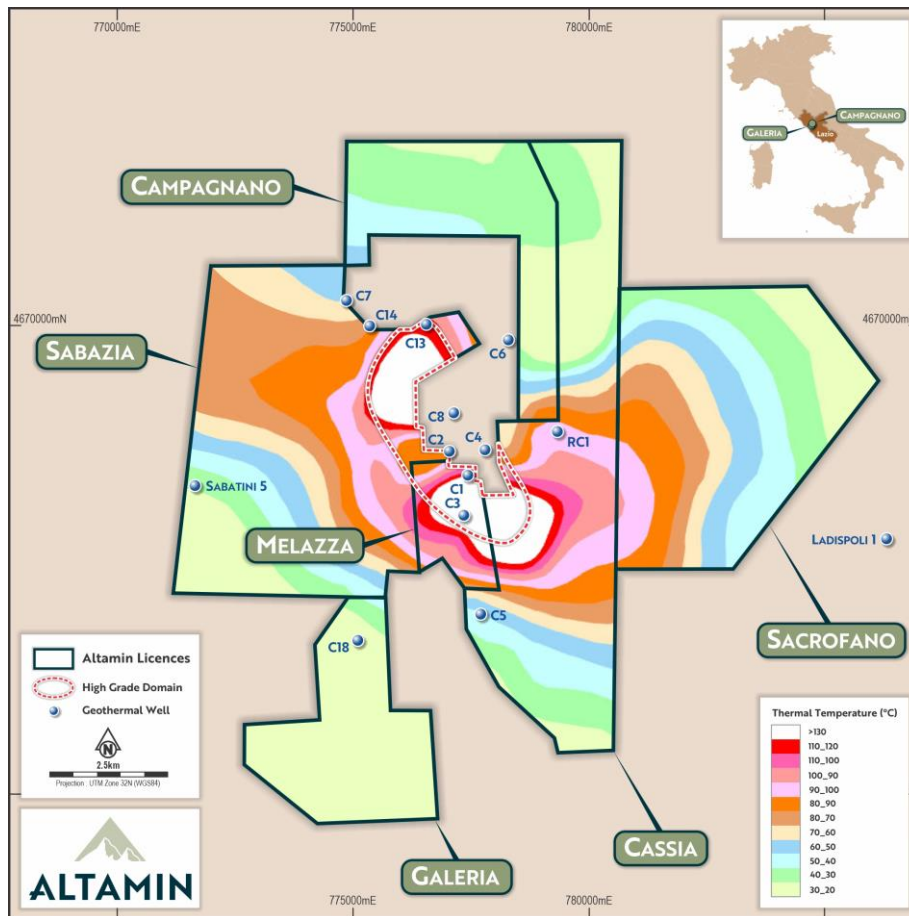 770000mE
775000mE
780000mE
CAMPAGNANO
GALERIA
Lazio
CAMPAGNANO
C7
4670000mN
C14
4670000mN
C13
C6
SABAZIA
C8
C2
C4
RC1
C1
SABATINI 5
C3
MELAZZA
LADISPOLI 1
C5
C18
SACROFANO
Altamin Licences
High Grade Domain
Geothermal Well
N
2.5km
Projection : UTM Zone 32N (WGS84)
Thermal Temperature (°C)
>130
110_120
110_100
100_90
90_100
80_90
80_70
70_60
60_50
50_40
40_30
30_20
ALTAMIN
GALERIA
CASSIA
775000mE
780000mE